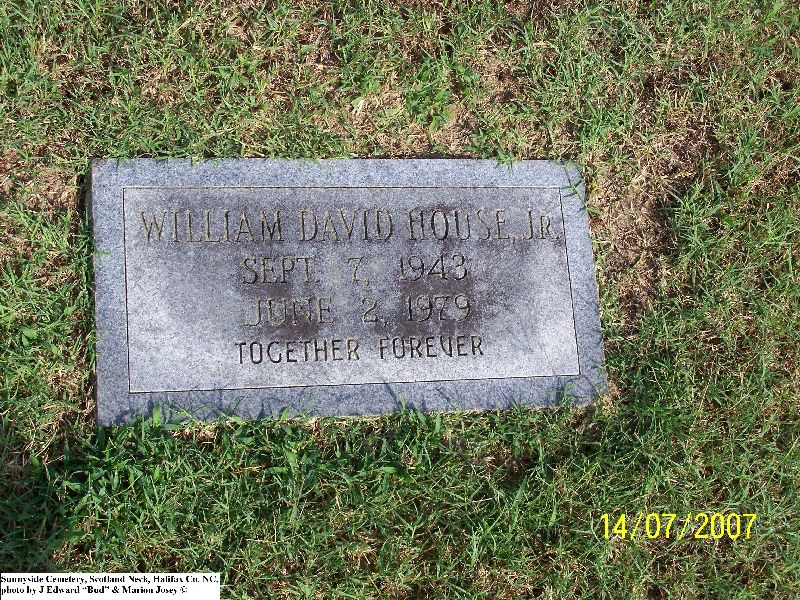 WILLIAM DAVID HOUSE, JR.
SEPT. 7, 1943
JUNE 2, 1979
TOGETHER FOREVER
14/07/2007
Sunnyside Cemetery, Scotland Neck, Halifax Co. NC,
photo by J Edward "Bud" & Marion Josey ©